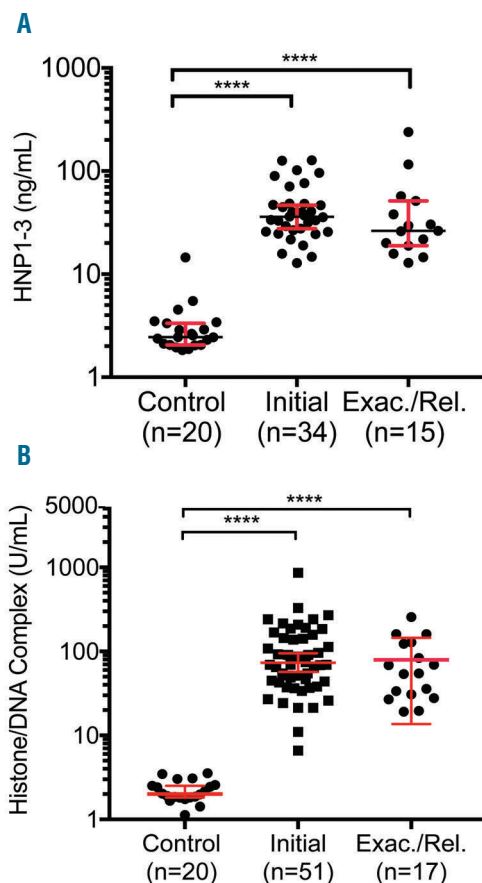 A
****
****
HNP1-3 (ng/mL)
1000
100
10
1
Control
(n=20)
Initial
(n=34)
Exac./Rel.
(n=15)
B
****
****
Histone/DNA Complex (U/mL)
5000
1000
100
10
1
Control
(n=20)
Initial
(n=51)
Exac./Rel.
(n=17)